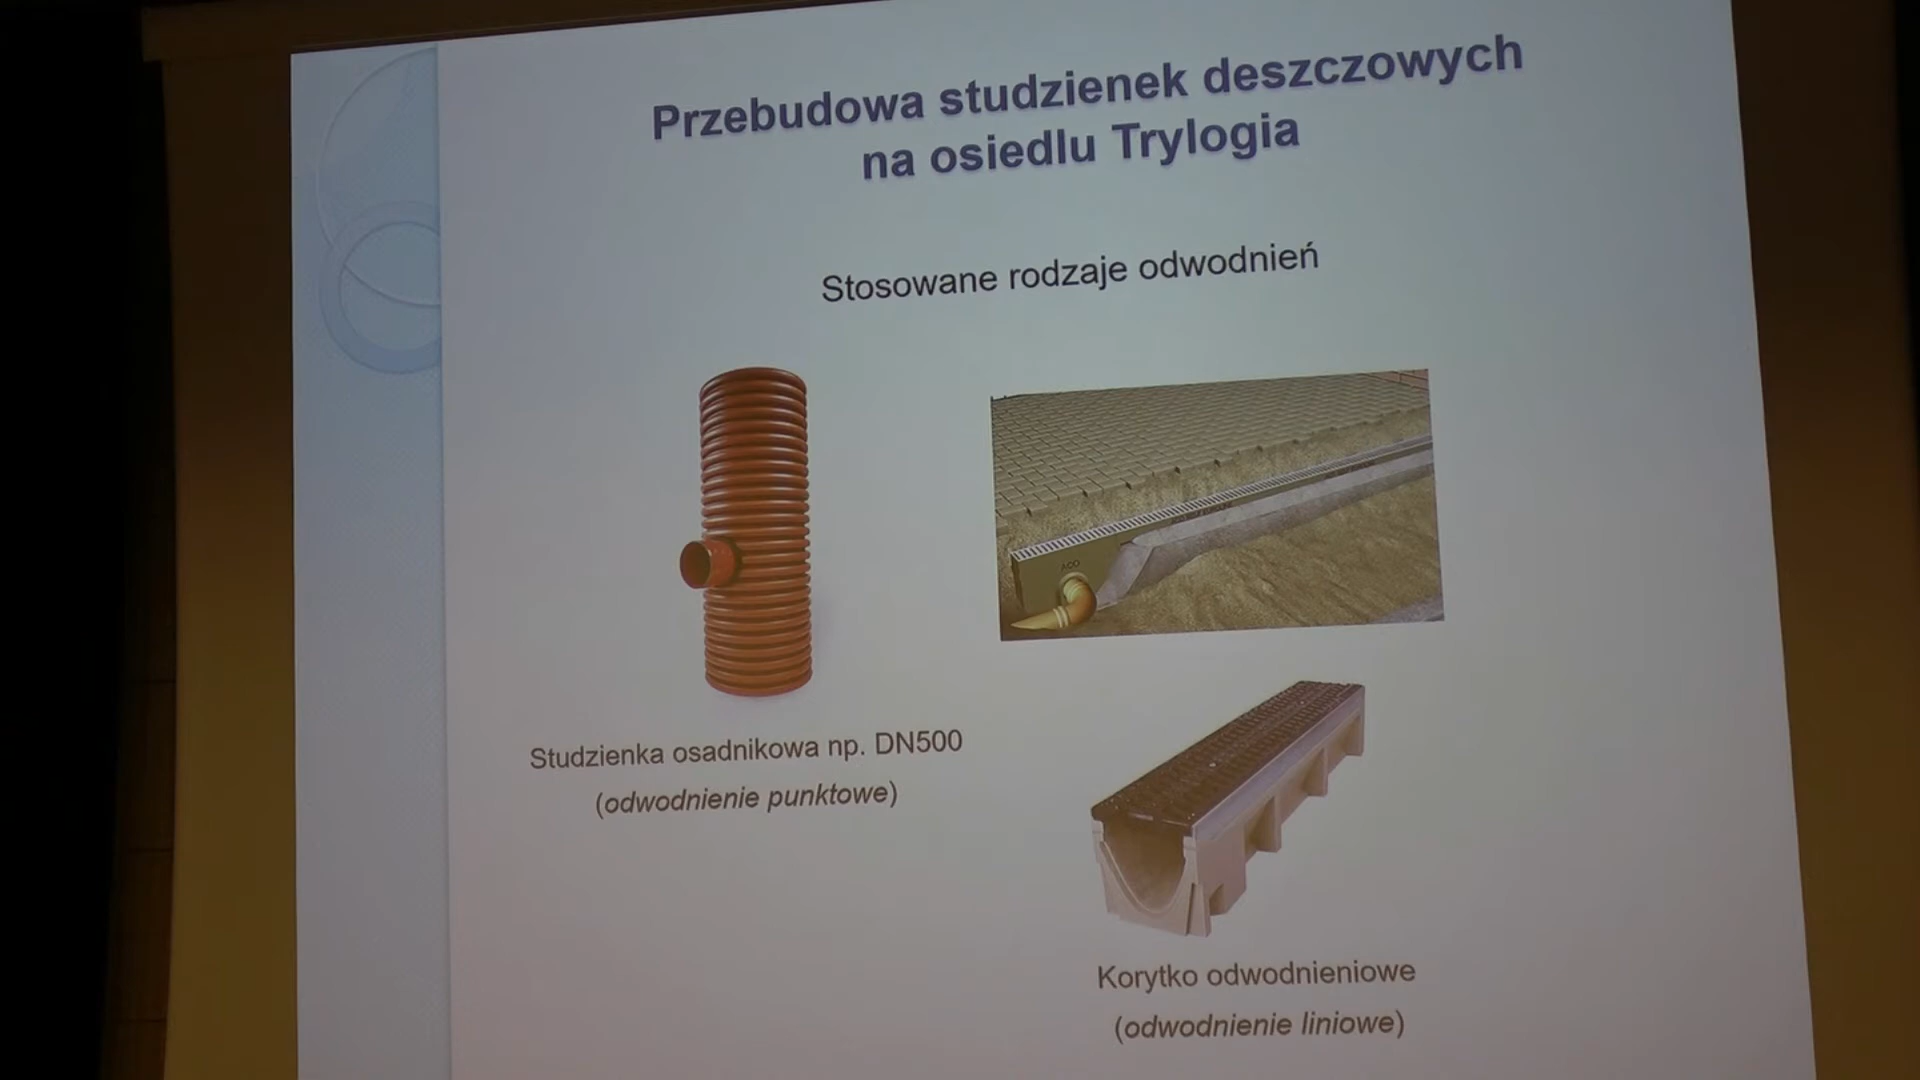 Przebudowa studzienek deszczowych
na osiedlu Trylogia
Stosowane rodzaje odwodnień
ACO
Studzienka osadnikowa np. DN500
(odwodnienie punktowe)
Korytko odwodnieniowe
(odwodnienie liniowe)